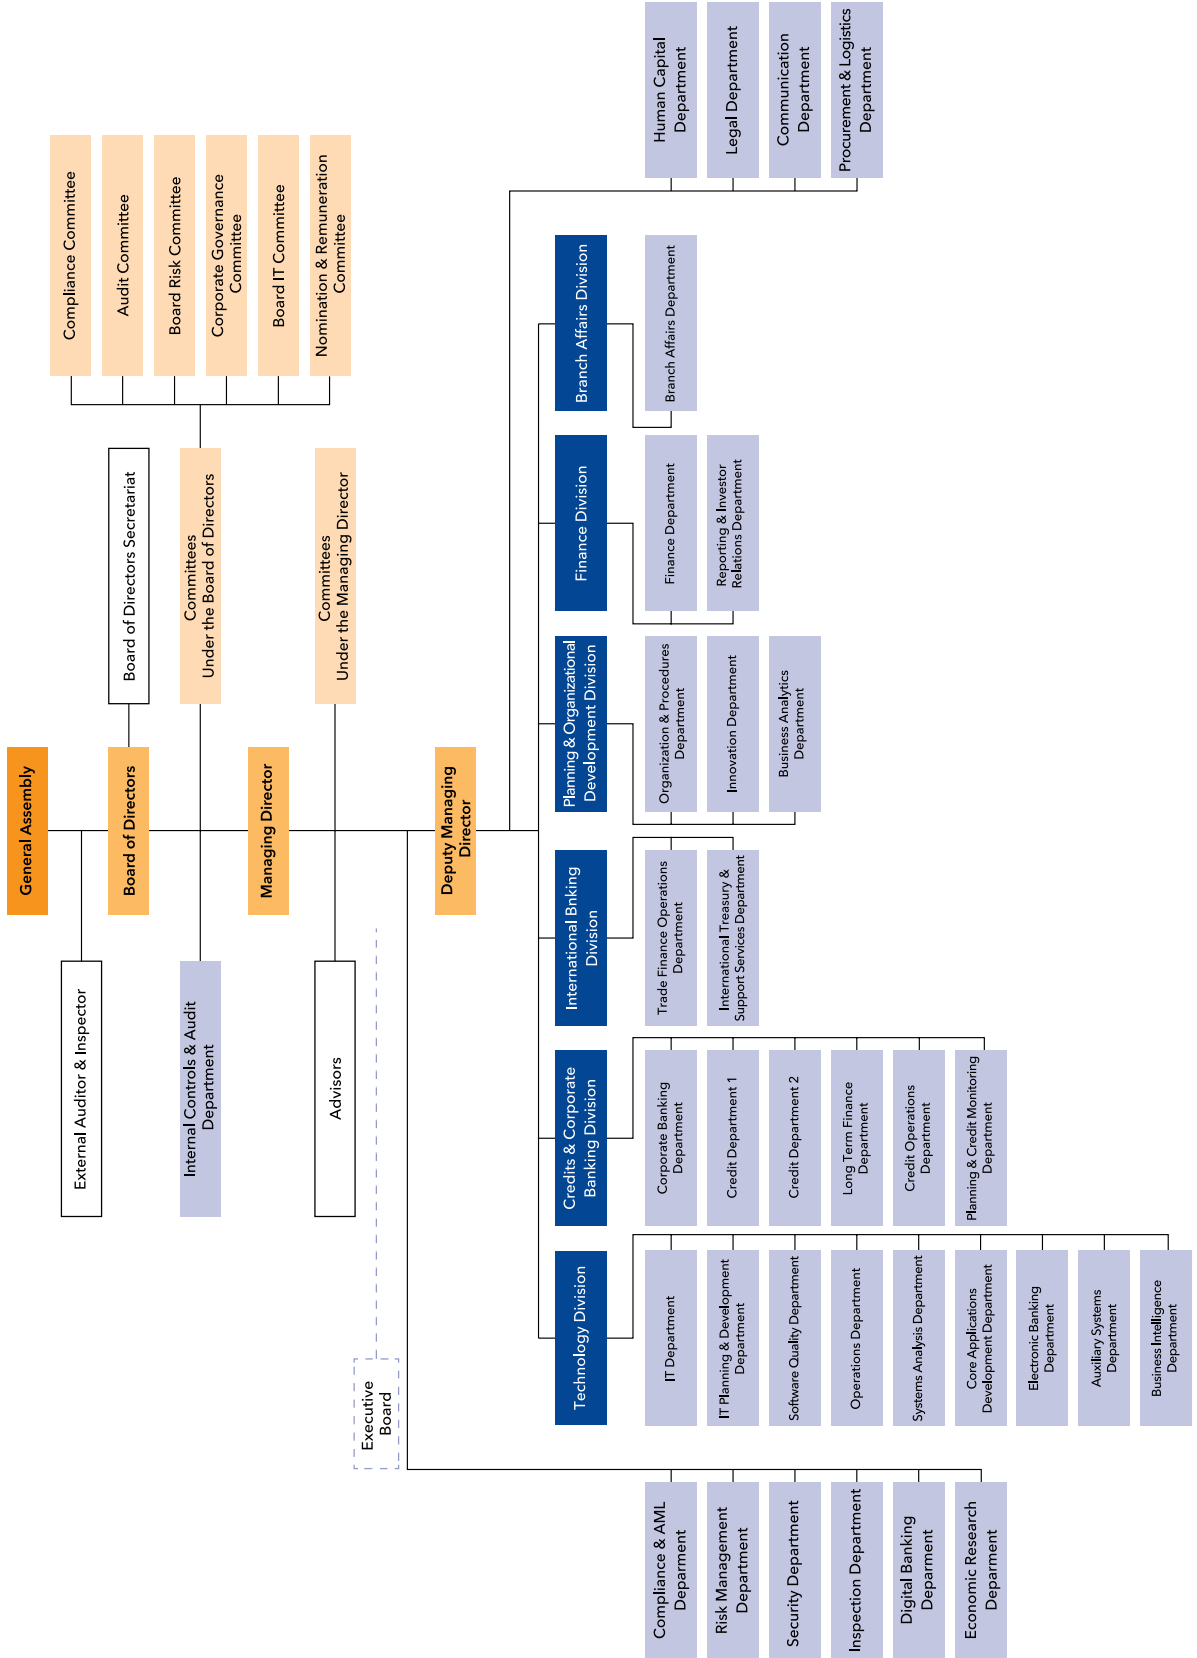 General Assembly
External Auditor & Inspector
Board of Directors
Board of Directors Secretariat
Internal Controls & Audit
Department
Committees
Under the Board of Directors
Compliance Committee
Audit Committee
Board Risk Committee
Corporate Governance
Committee
Board IT Committee
Nomination & Remuneration
Committee
Managing Director
Advisors
Committees
Under the Managing Director
Executive
Board
Deputy Managing
Director
Compliance & AML
Deparment
Risk Management
Department
Security Department
Inspection Department
Digital Banking
Deparment
Economic Research
Deparment
Technology Division
IT Department
IT Planning & Development
Department
Software Quality Department
Operations Department
Systems Analysis Department
Core Applications
Development Department
Electronic Banking
Department
Auxiliary Systems
Department
Business Intelligence
Department
Credits & Corporate
Banking Division
Corporate Banking
Department
Credit Department 1
Credit Department 2
Long Term Finance
Department
Credit Operations
Department
Planning & Credit Monitoring
Department
International Bnking
Division
Trade Finance Operations
Department
International Treasury &
Support Services Department
Planning & Organizational
Development Division
Organization & Procedures
Department
Innovation Department
Business Analytics
Department
Finance Division
Finance Department
Reporting & Investor
Relations Department
Branch Affairs Division
Branch Affairs Department
Human Capital
Department
Legal Department
Communication
Department
Procurement & Logistics
Department